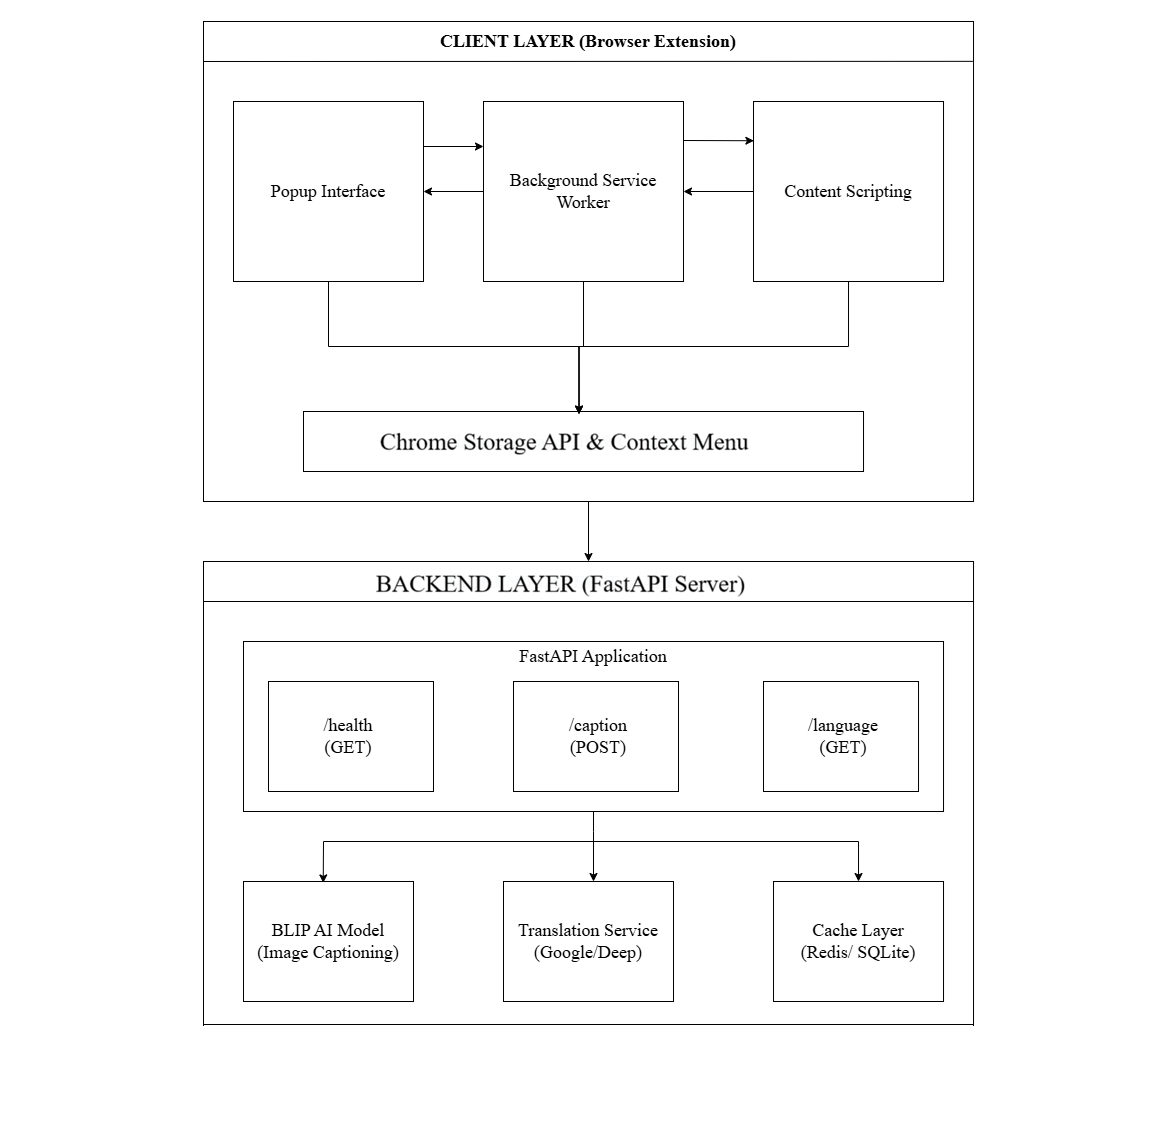 CLIENT LAYER (Browser Extension)
Popup Interface
Background Service
Worker
Content Scripting
Chrome Storage API & Context Menu
BACKEND LAYER (FastAPI Server)
FastAPI Application
/health
(GET)
/caption
(POST)
/language
(GET)
BLIP AI Model
(Image Captioning)
Translation Service
(Google/Deep)
Cache Layer
(Redis/ SQLite)